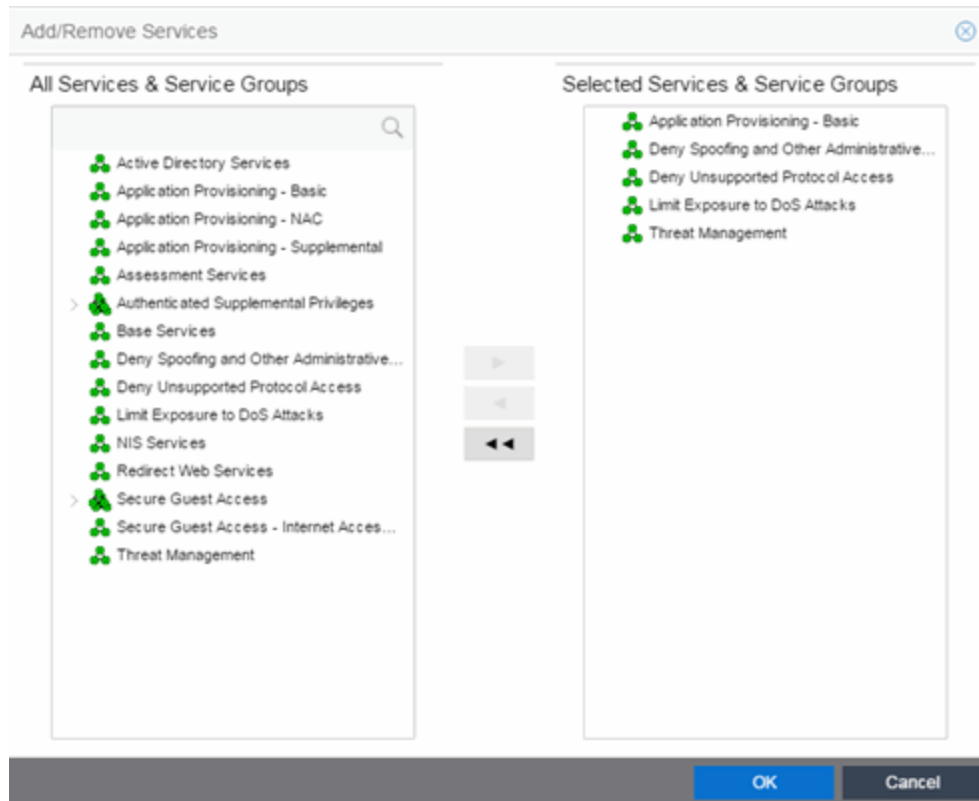 Add/Remove Services
All Services & Service Groups
Active Directory Services
Application Provisioning - Basic
Application Provisioning - NAC
Application Provisioning - Supplemental
Assessment Services
Authenticated Supplemental Privileges
Base Services
Deny Spoofing and Other Administrative...
Deny Unsupported Protocol Access
Limit Exposure to DoS Attacks
NIS Services
Redirect Web Services
Secure Guest Access
Secure Guest Access - Internet Acces...
Threat Management
Selected Services & Service Groups
Application Provisioning - Basic
Deny Spoofing and Other Administrative...
Deny Unsupported Protocol Access
Limit Exposure to DoS Attacks
Threat Management
OK
Cancel